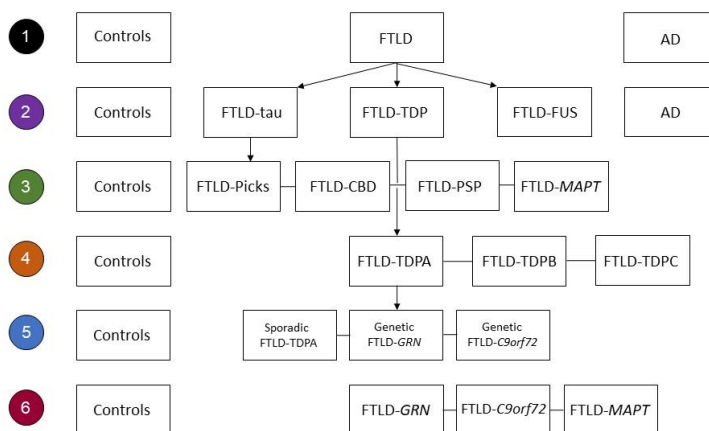 1 Controls FTLD AD
2 Controls FTLD-tau FTLD-TDP FTLD-FUS AD
3 Controls FTLD-Picks FTLD-CBD FTLD-PSP FTLD-MAPT
4 Controls FTLD-TDPA FTLD-TDPB FTLD-TDPC
5 Controls
Sporadic
FTLD-TDPA
Genetic
FTLD-GRN
Genetic
FTLD-C9orf72
6 Controls FTLD-GRN FTLD-C9orf72 FTLD-MAPT